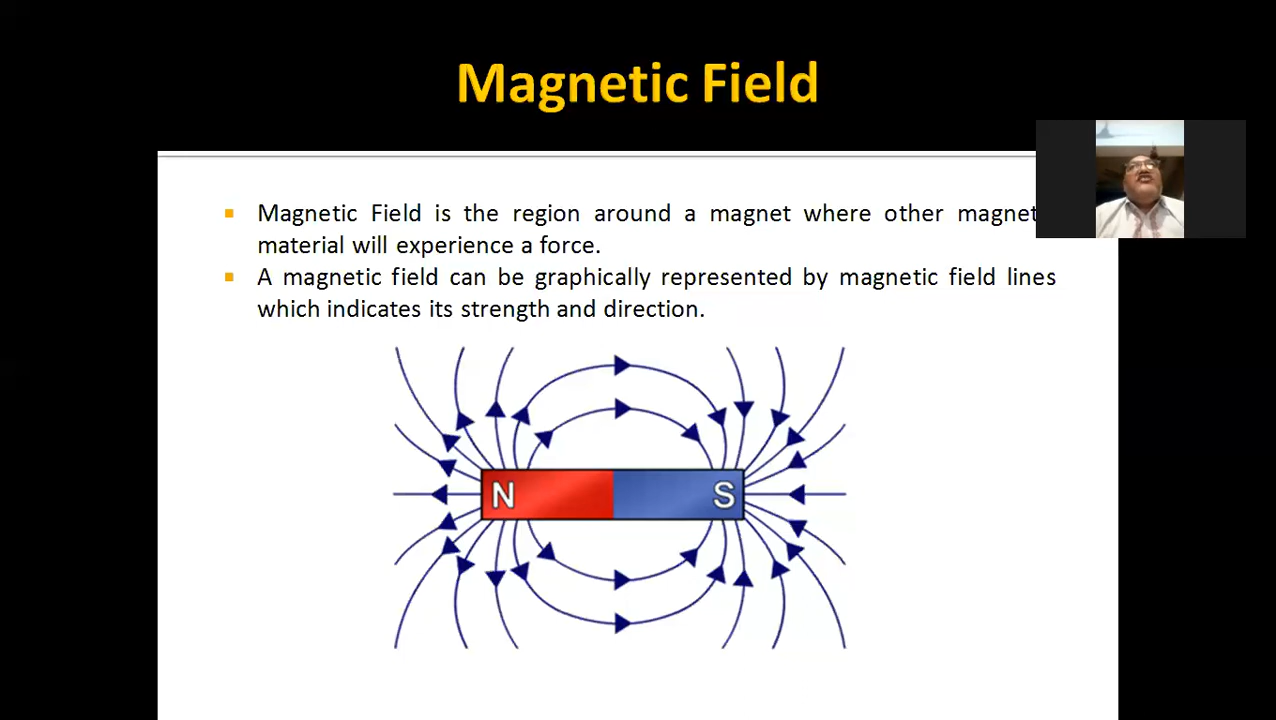 Magnetic Field
Magnetic Field is the region around a magnet where other magnet
material will experience a force.
A magnetic field can be graphically represented by magnetic field lines
which indicates its strength and direction.
N S